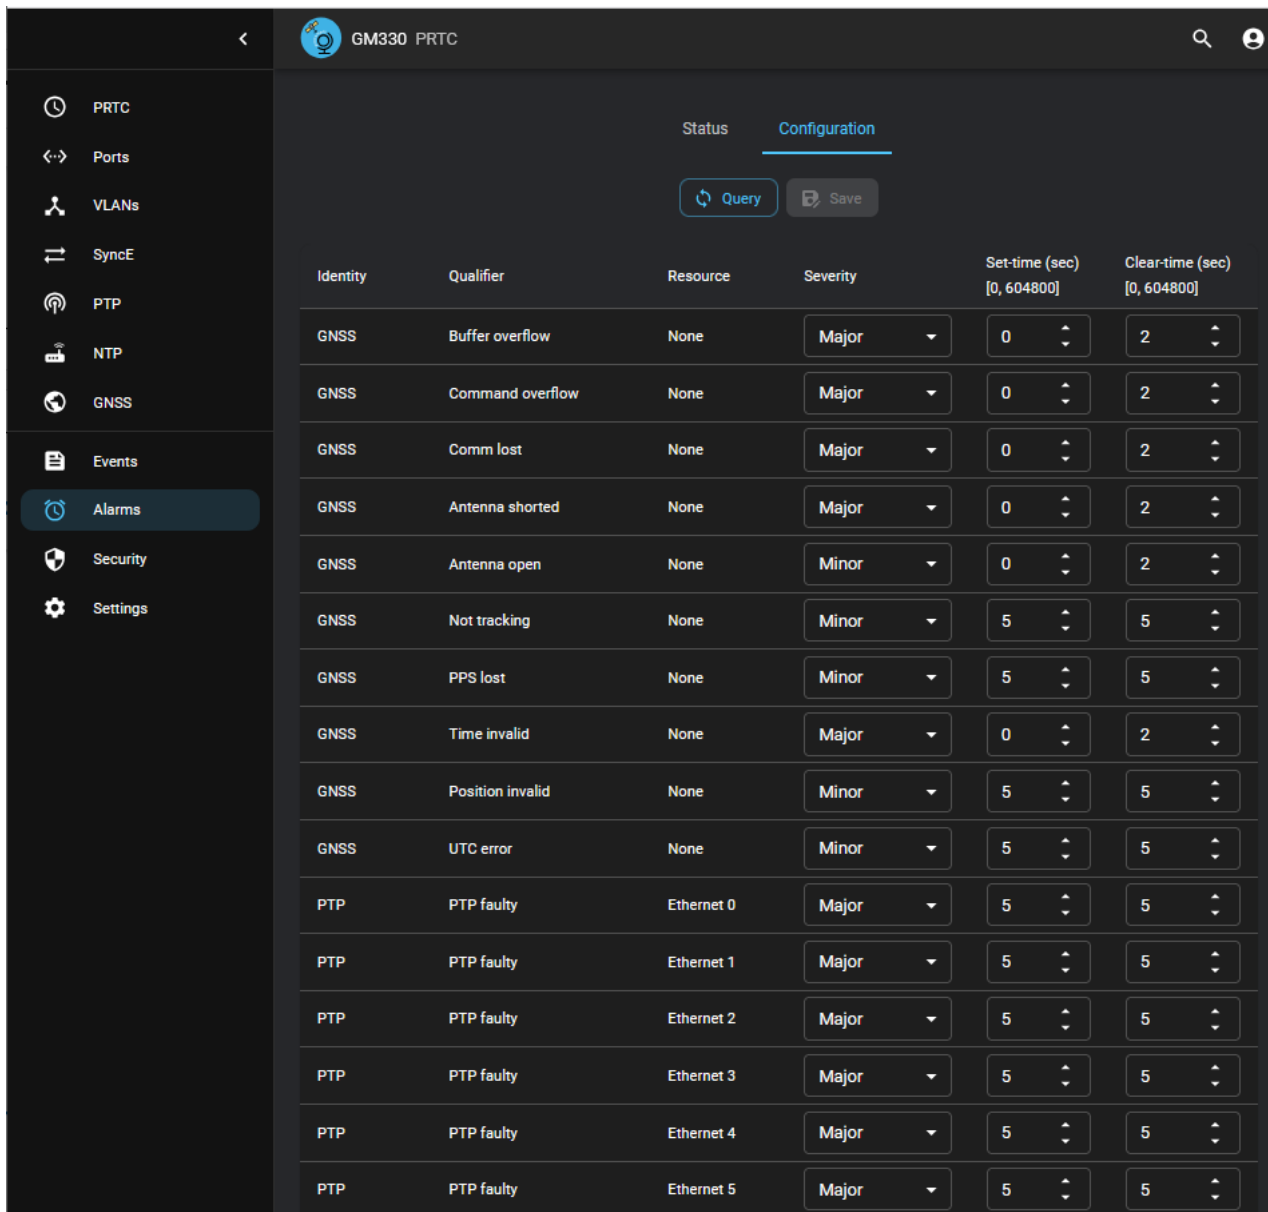 GM330 PRTC
PRTC
Ports
VLANs
SyncE
PTP
NTP
GNSS
Events
Alarms
Security
Settings
Status Configuration
Query Save
Identity Qualifier Resource Severity Set-time (sec) [0, 604800] Clear-time (sec) [0, 604800]
GNSS Buffer overflow None Major 0 2
GNSS Command overflow None Major 0 2
GNSS Comm lost None Major 0 2
GNSS Antenna shorted None Major 0 2
GNSS Antenna open None Minor 0 2
GNSS Not tracking None Minor 5 5
GNSS PPS lost None Minor 5 5
GNSS Time invalid None Major 0 2
GNSS Position invalid None Minor 5 5
GNSS UTC error None Minor 5 5
PTP PTP faulty Ethernet 0 Major 5 5
PTP PTP faulty Ethernet 1 Major 5 5
PTP PTP faulty Ethernet 2 Major 5 5
PTP PTP faulty Ethernet 3 Major 5 5
PTP PTP faulty Ethernet 4 Major 5 5
PTP PTP faulty Ethernet 5 Major 5 5